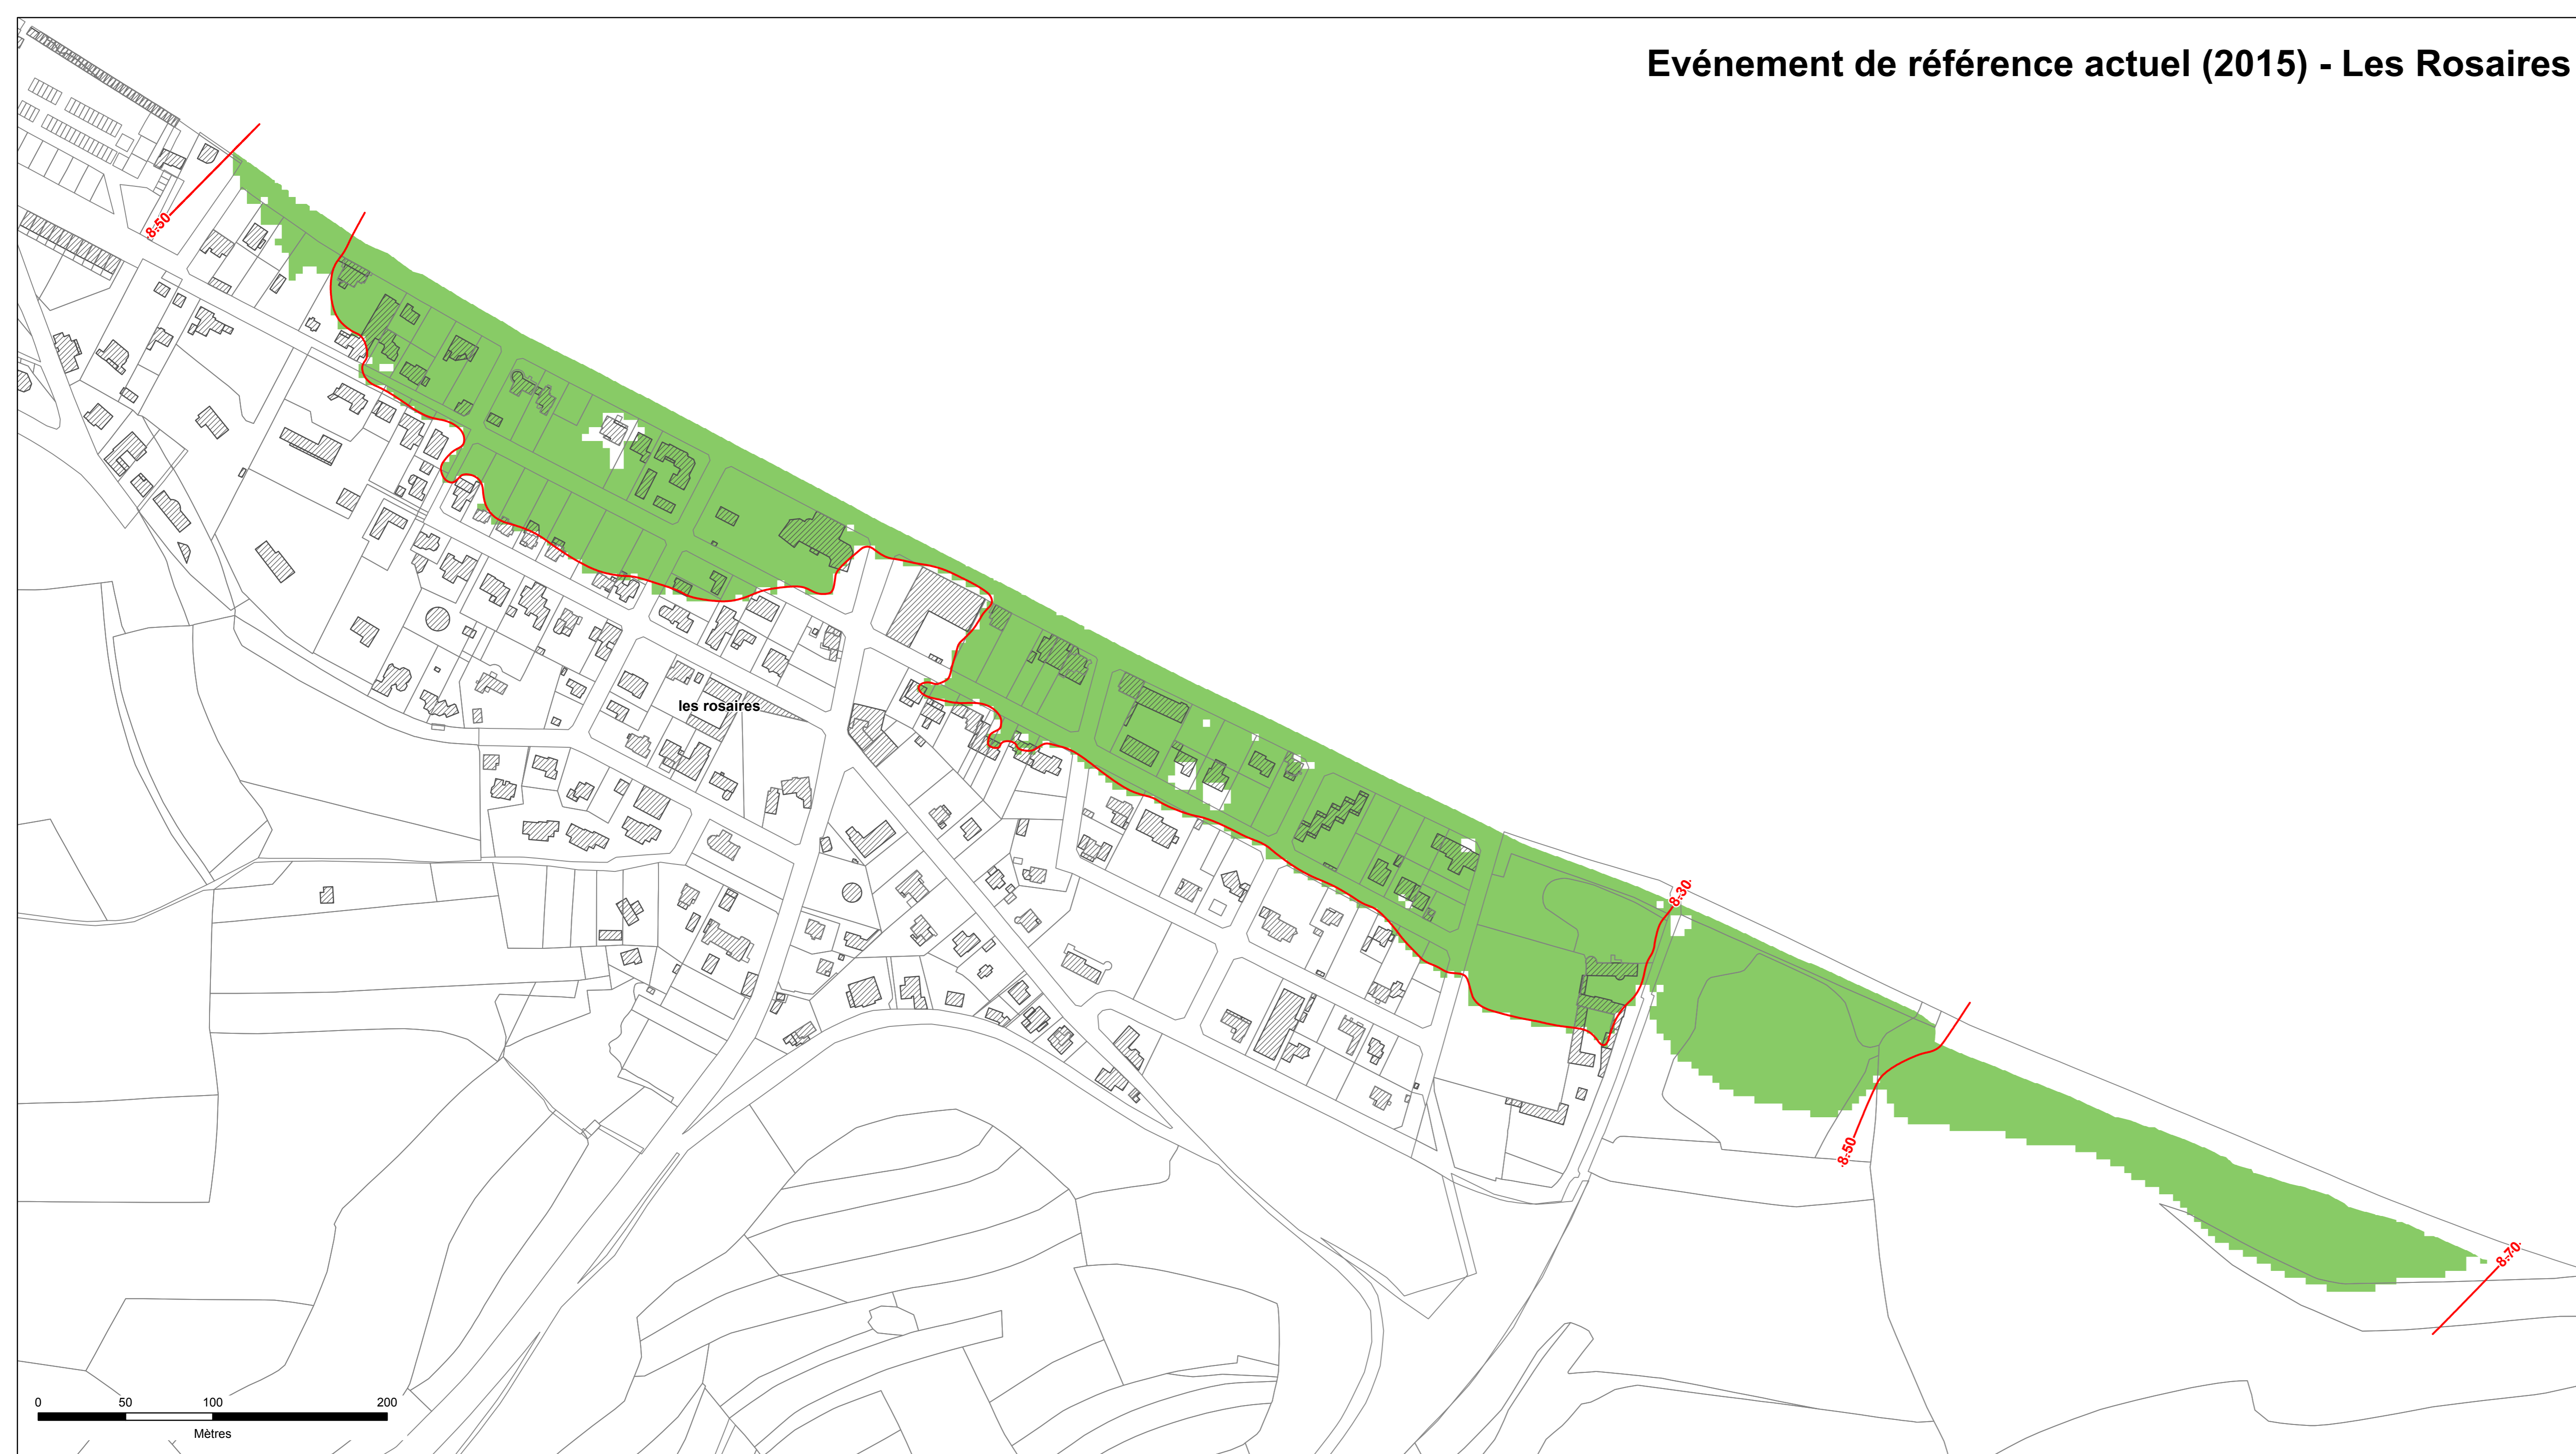 Evénement de référence actuel (2015) - Les Rosaires
8.50
les rosaires
8.30
8.50
8.70
0 50 100 200
Mètres